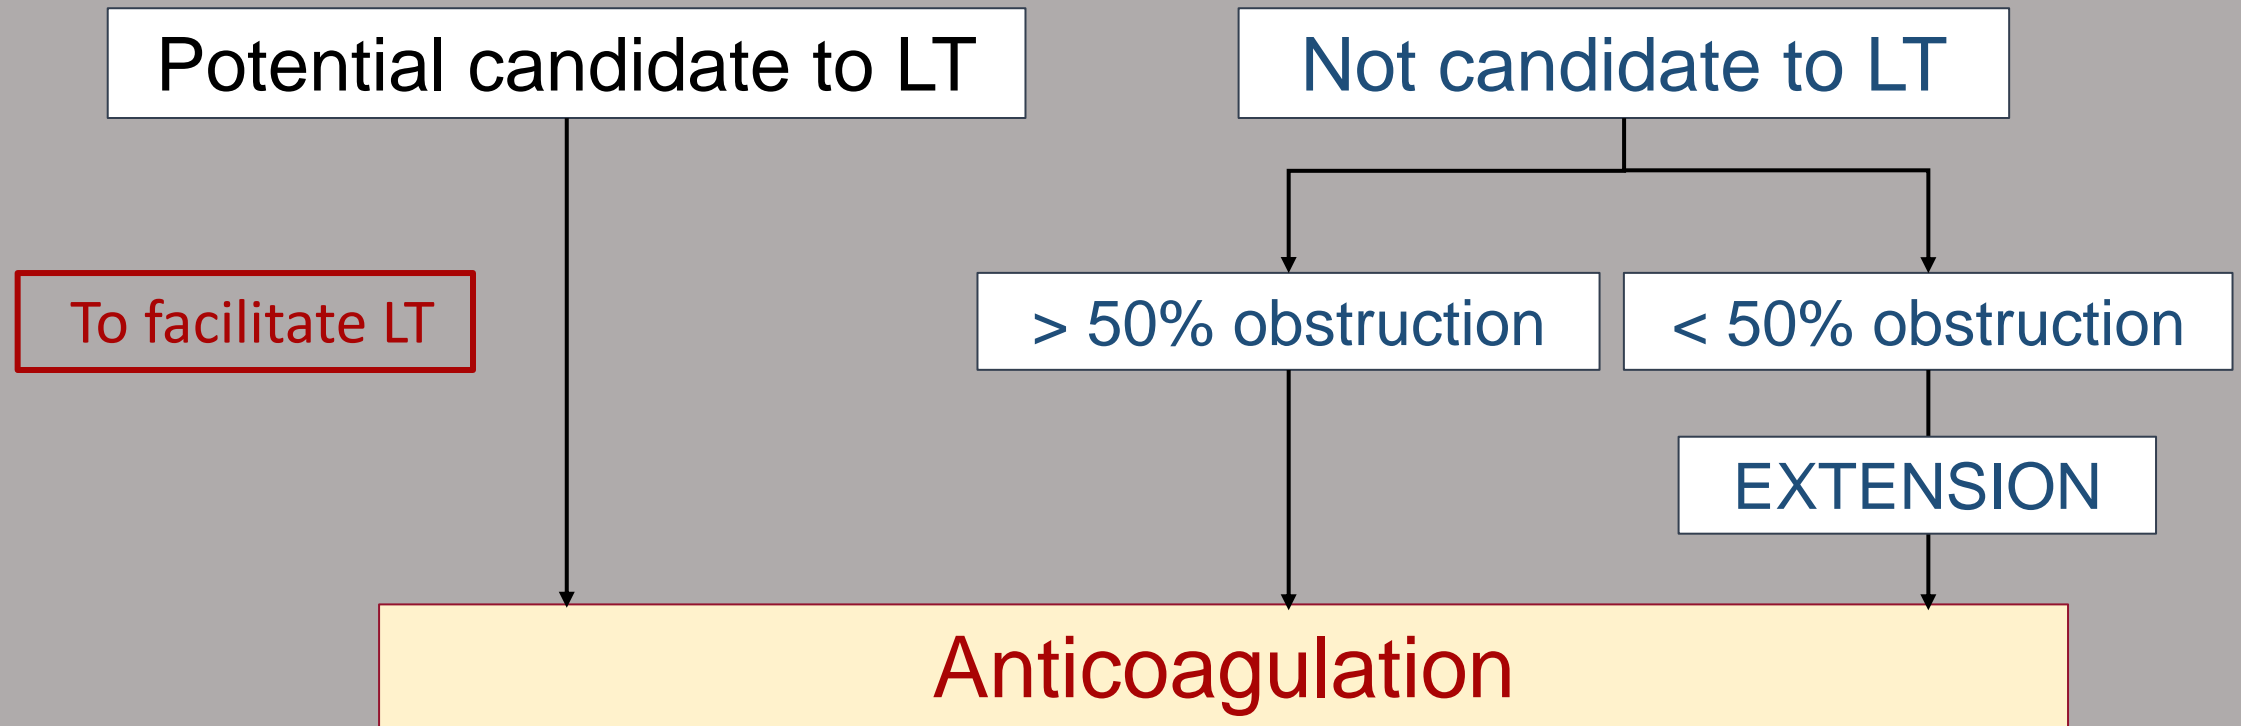 Potential candidate to LT
Not candidate to LT
To facilitate LT
> 50% obstruction
< 50% obstruction
EXTENSION
Anticoagulation